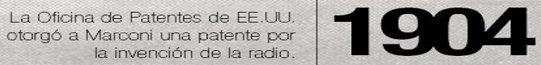 La Oficina de Patentes de EE.UU.
otorgó a Marconi una patente por
la invención de la radio.
1904